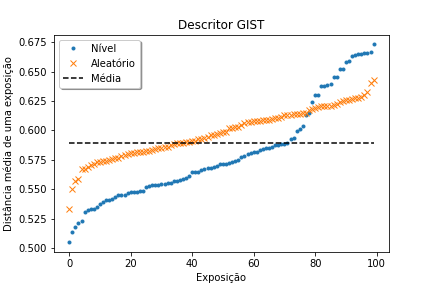 Descritor GIST
Nível
Aleatório
Média
Distância média de uma exposição
0.675
0.650
0.625
0.600
0.575
0.550
0.525
0.500
0
20
40
60
80
100
Exposição